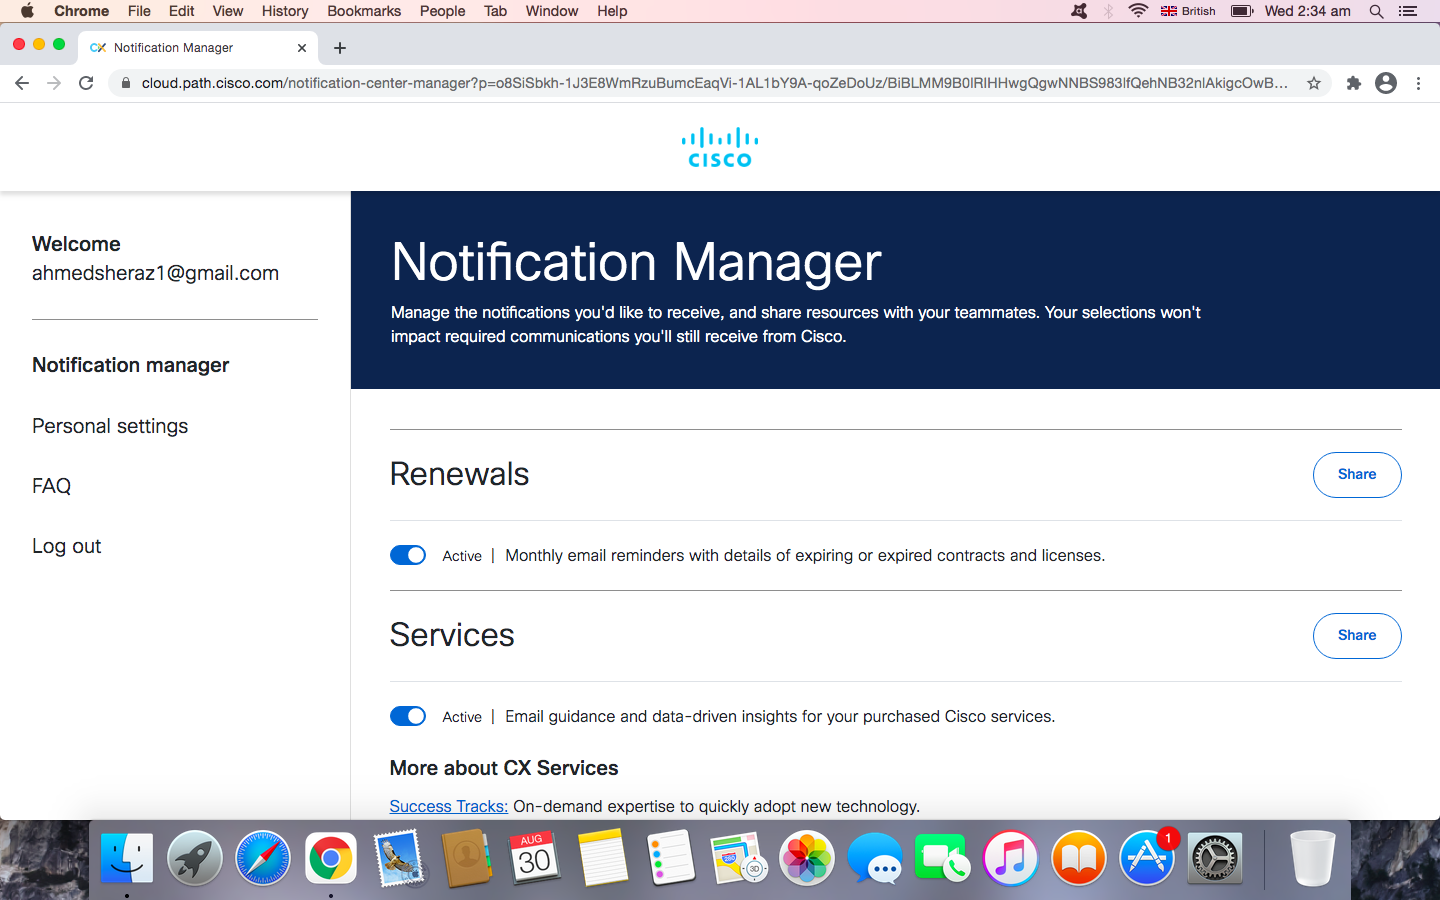 Chrome File Edit View History Bookmarks People Tab Window Help British Wed 2:34 am
CX Notification Manager
cloud.path.cisco.com/notification-center-manager?p=o8SiSbkh-1J3E8WmRzuBumcEaqVi-1AL1bY9A-qoZeDoUz/BiBLMM9B0lRlHHwgQgwNNBS983lfQehNB32nlAkigcOwB...
CISCO
Welcome
ahmedsheraz1@gmail.com
Notification manager
Personal settings
FAQ
Log out
Notification Manager
Manage the notifications you'd like to receive, and share resources with your teammates. Your selections won't
impact required communications you'll still receive from Cisco.
Renewals
Share
Active | Monthly email reminders with details of expiring or expired contracts and licenses.
Services
Share
Active | Email guidance and data-driven insights for your purchased Cisco services.
More about CX Services
Success Tracks: On-demand expertise to quickly adopt new technology.
AUG
30
280
3D
1